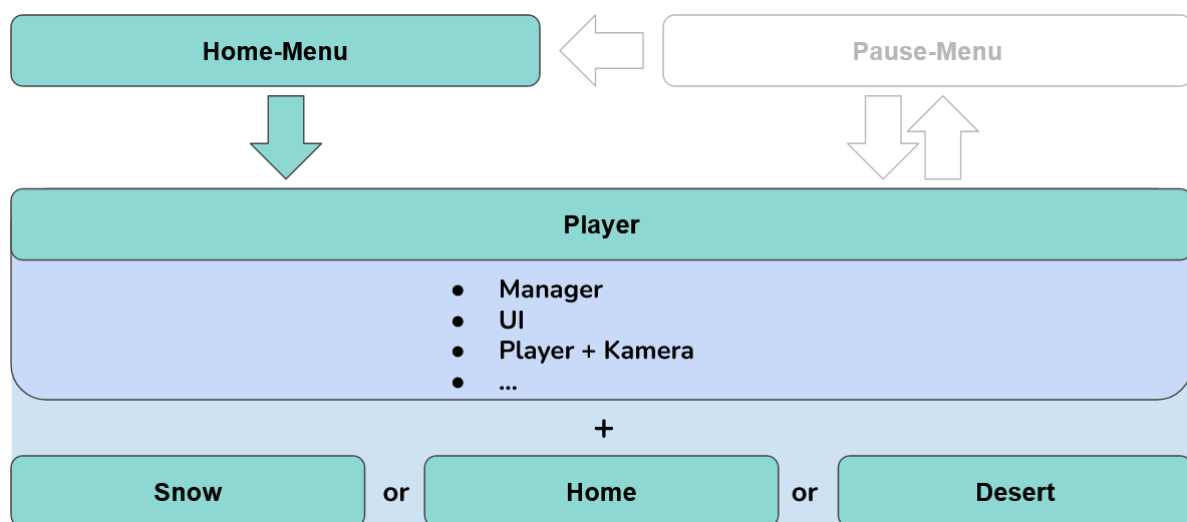 Home-Menu
Pause-Menu
Player
● Manager
● UI
● Player + Kamera
● ...
+
Snow or Home or Desert